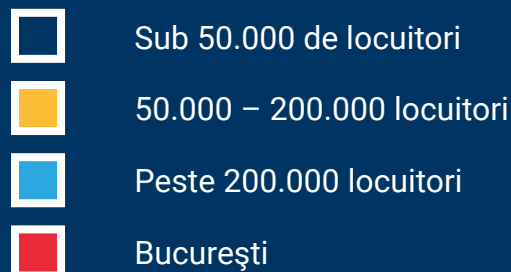 Sub 50.000 de locuitori
50.000 – 200.000 locuitori
Peste 200.000 locuitori
Bucureşti